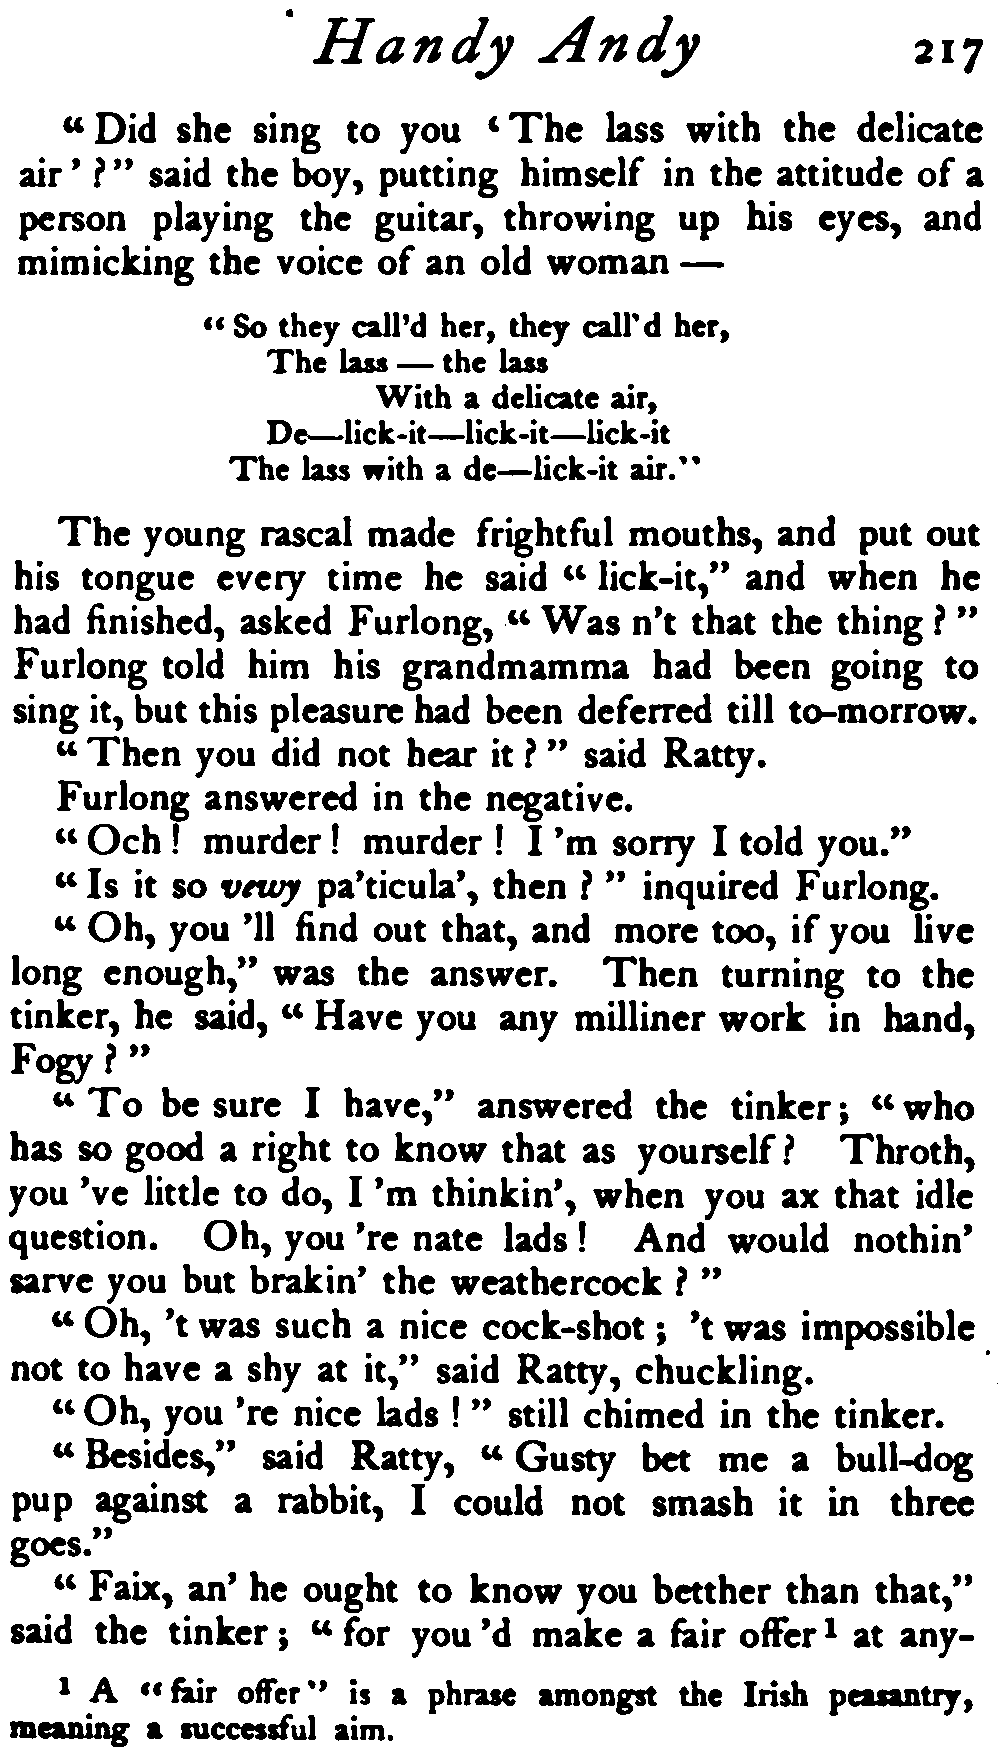 Handy Andy 217
“ Did she sing to you ‘ The lass with the delicate
air ’ ?” said the boy, putting himself in the attitude of a
person playing the guitar, throwing up his eyes, and
mimicking the voice of an old woman —
“ So they call’d her, they call’d her,
The lass — the lass
With a delicate air,
De—lick-it—lick-it—lick-it
The lass with a de—lick-it air.”
The young rascal made frightful mouths, and put out
his tongue every time he said “ lick-it,” and when he
had finished, asked Furlong, “ Was n’t that the thing ? ”
Furlong told him his grandmamma had been going to
sing it, but this pleasure had been deferred till to-morrow.
“ Then you did not hear it ? ” said Ratty.
Furlong answered in the negative.
“ Och ! murder ! murder ! I ’m sorry I told you.”
“ Is it so vewy pa’ticula’, then ? ” inquired Furlong.
“ Oh, you ’ll find out that, and more too, if you live
long enough,” was the answer. Then turning to the
tinker, he said, “ Have you any milliner work in hand,
Fogy ? ”
“ To be sure I have,” answered the tinker ; “ who
has so good a right to know that as yourself ? Throth,
you ’ve little to do, I ’m thinkin’, when you ax that idle
question. Oh, you ’re nate lads ! And would nothin’
sarve you but brakin’ the weathercock ? ”
“ Oh, ’t was such a nice cock-shot ; ’t was impossible
not to have a shy at it,” said Ratty, chuckling.
“ Oh, you ’re nice lads ! ” still chimed in the tinker.
“ Besides,” said Ratty, “ Gusty bet me a bull-dog
pup against a rabbit, I could not smash it in three
goes.”
“ Faix, an’ he ought to know you betther than that,”
said the tinker ; “ for you ’d make a fair offer ¹ at any-
¹ A “ fair offer ” is a phrase amongst the Irish peasantry,
meaning a successful aim.